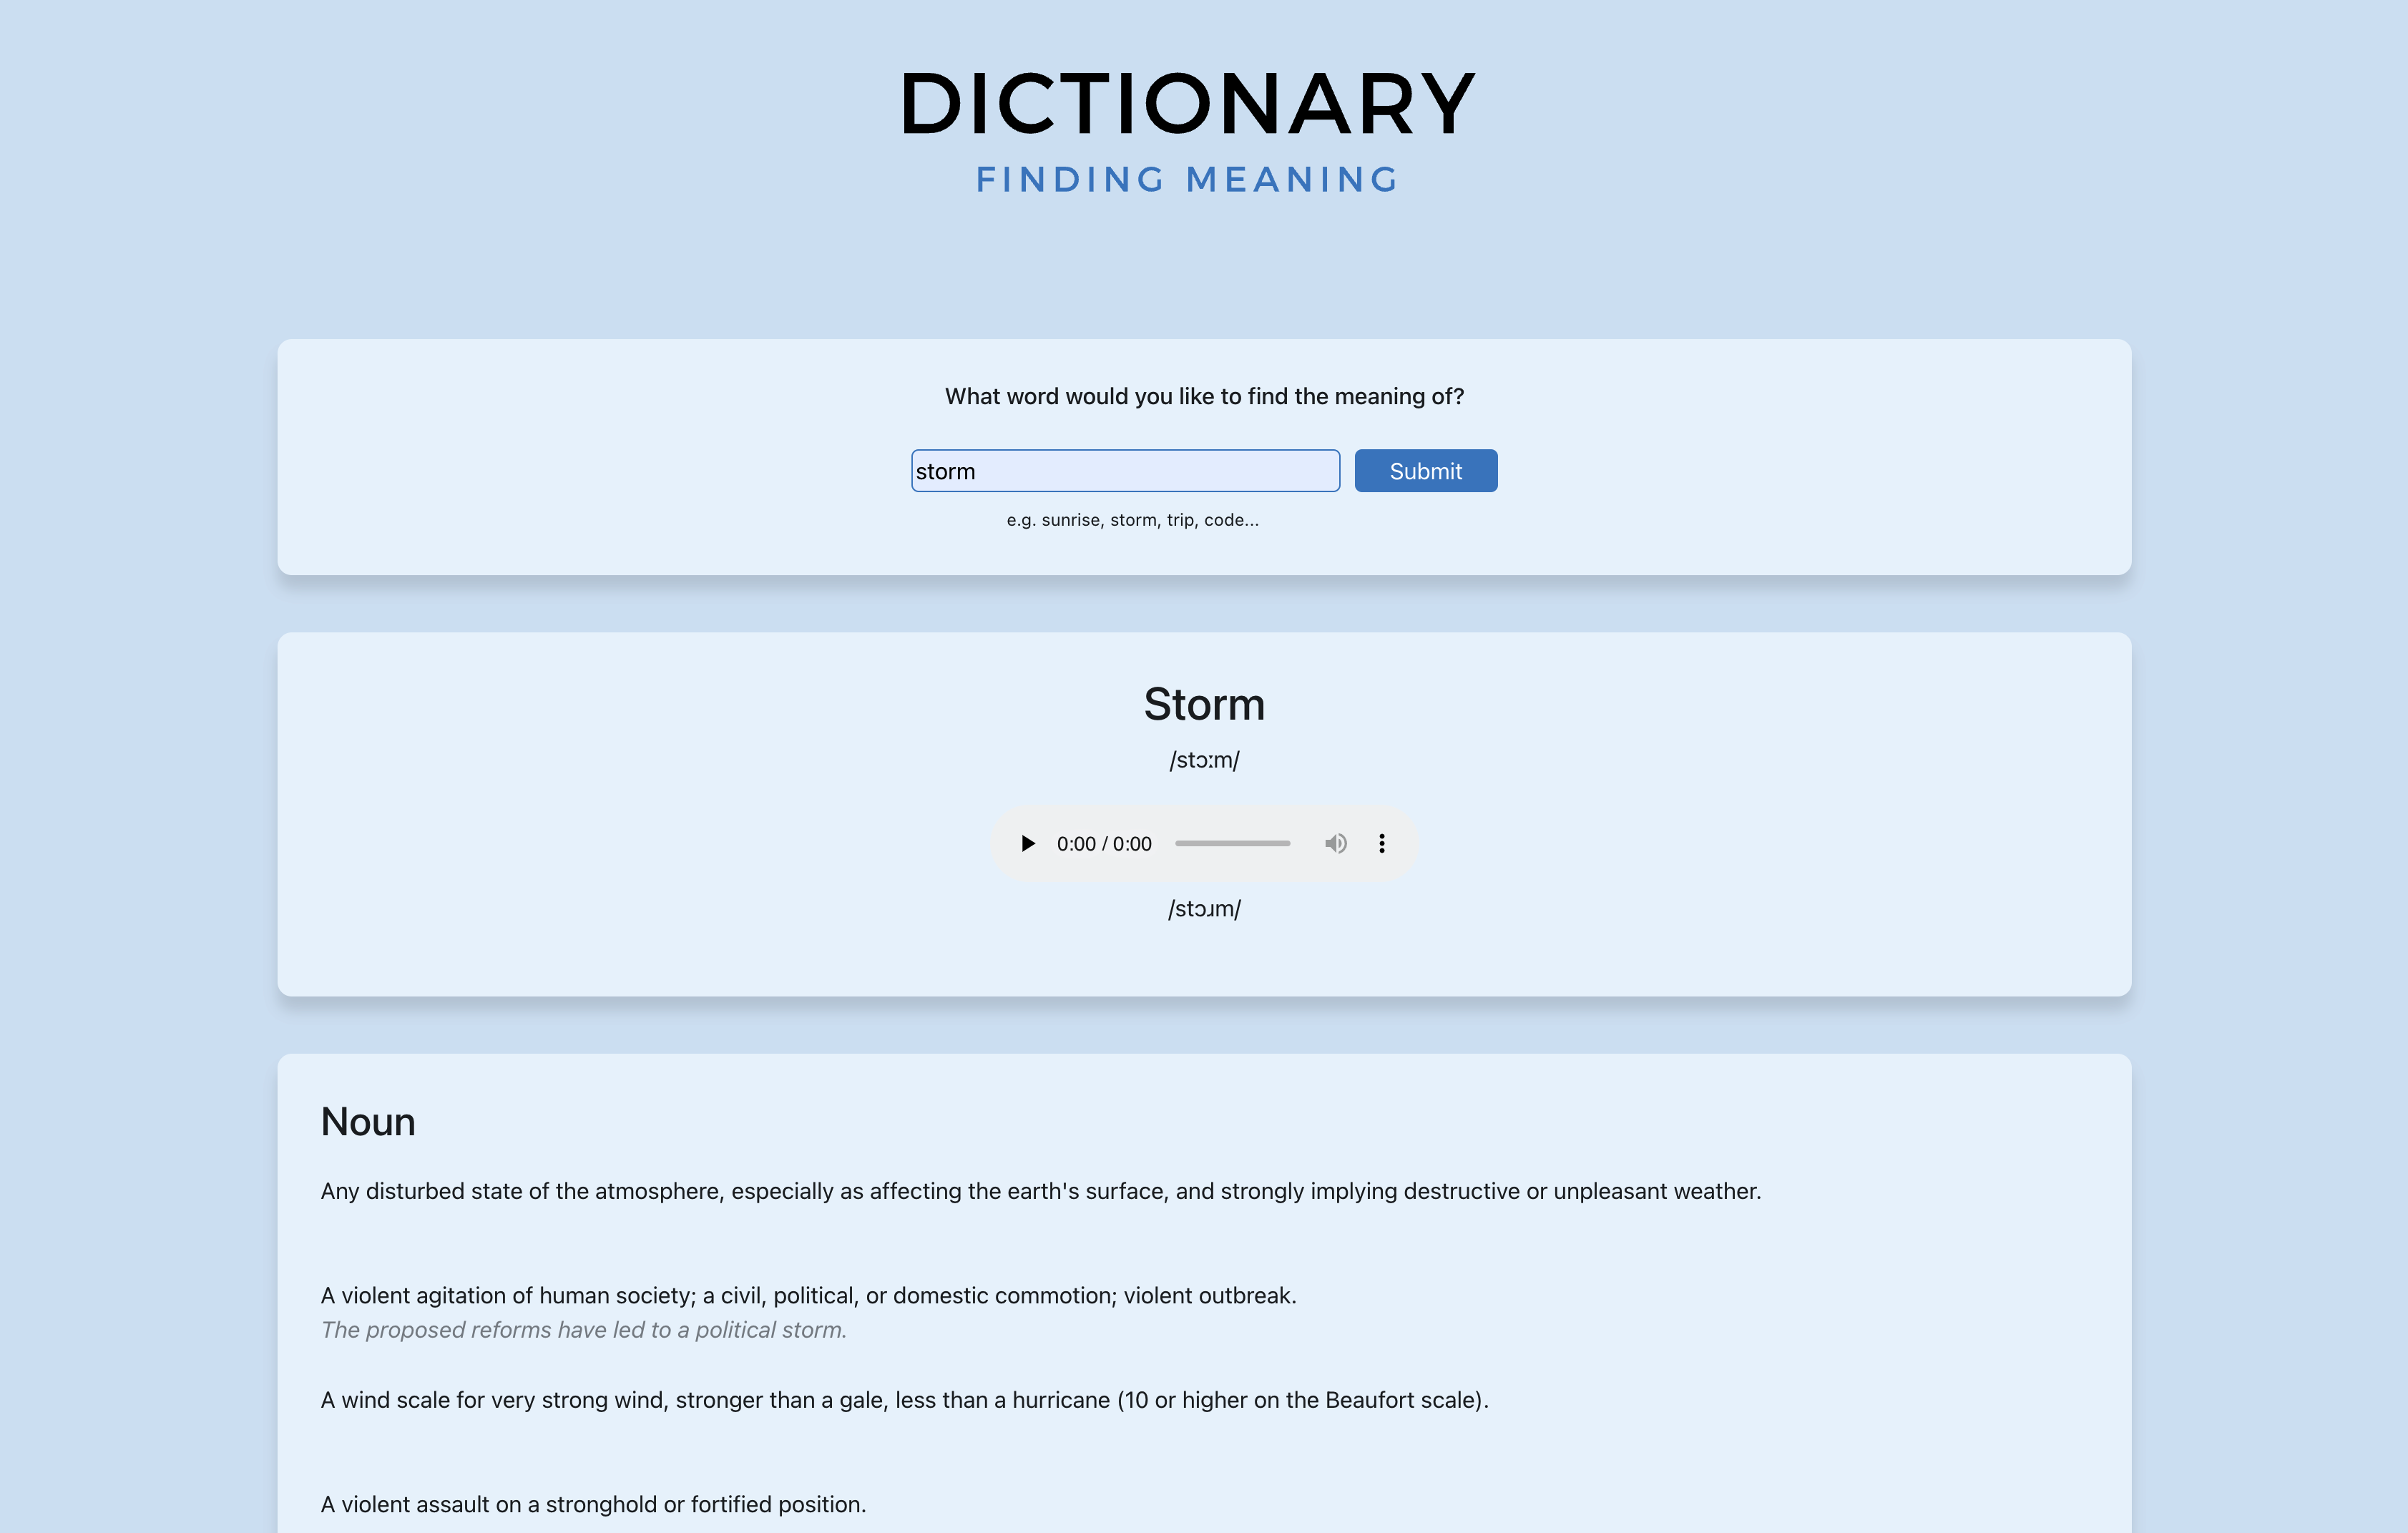 DICTIONARY
FINDING MEANING
What word would you like to find the meaning of?
storm
Submit
e.g. sunrise, storm, trip, code...
Storm
/stɔːm/
0:00 / 0:00
/stɔɹm/
Noun
Any disturbed state of the atmosphere, especially as affecting the earth's surface, and strongly implying destructive or unpleasant weather.
A violent agitation of human society; a civil, political, or domestic commotion; violent outbreak.
The proposed reforms have led to a political storm.
A wind scale for very strong wind, stronger than a gale, less than a hurricane (10 or higher on the Beaufort scale).
A violent assault on a stronghold or fortified position.